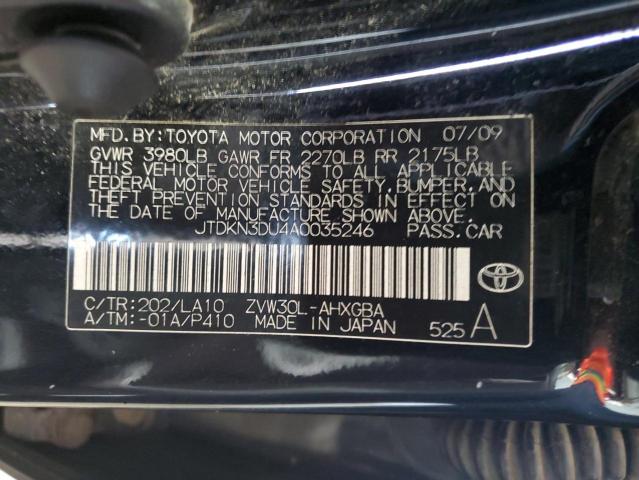 MFD.BY:TOYOTA MOTOR CORPORATION 07/09
GVWR 3980LB GAWR FR 2270LB RR 2175LB
THIS VEHICLE CONFORMS TO ALL APPLICABLE
FEDERAL MOTOR VEHICLE SAFETY, BUMPER, AND
THEFT PREVENTION STANDARDS IN EFFECT ON
THE DATE OF MANUFACTURE SHOWN ABOVE.
JTDKN3DU4A0035246 PASS.CAR
C/TR:202/LA10 ZVW30L-AHXGBA
A/TM:-01A/P410 MADE IN JAPAN 525 A